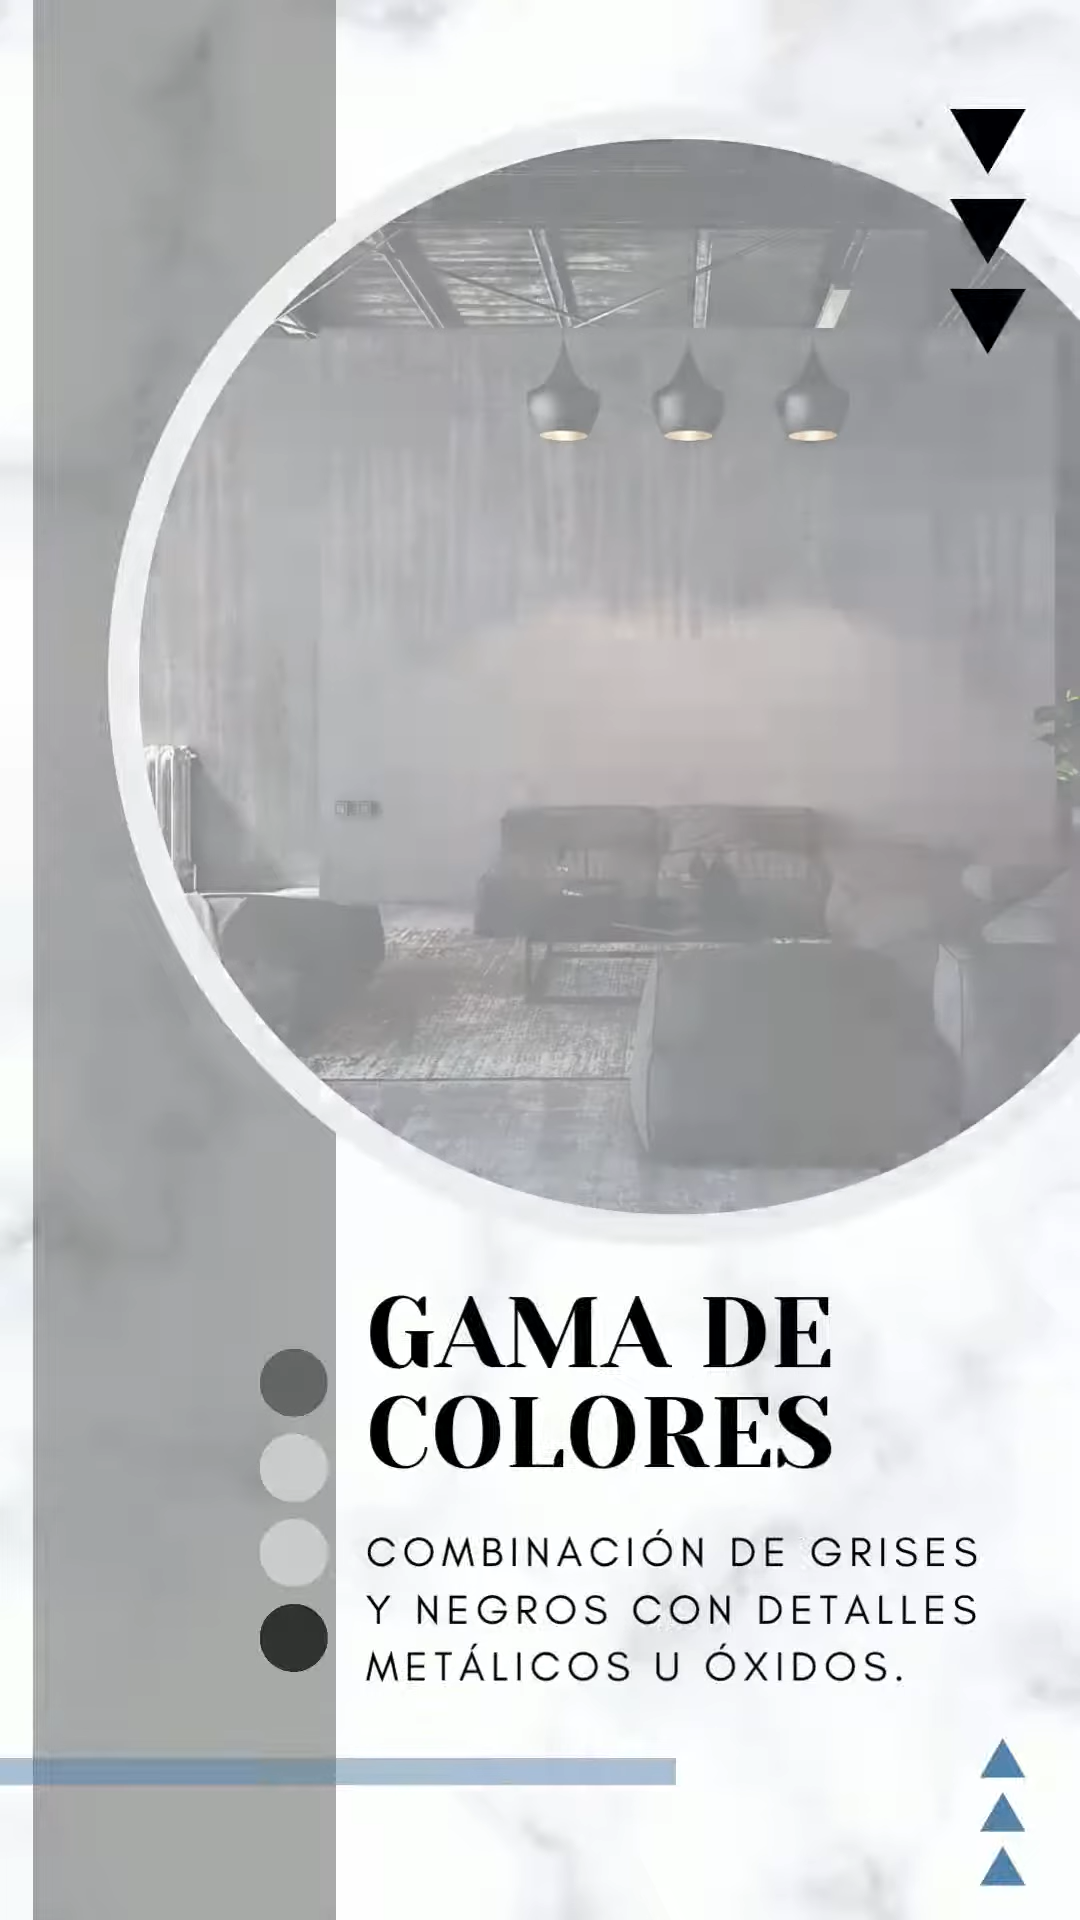 GAMA DE
COLORES
COMBINACIÓN DE GRISES
Y NEGROS CON DETALLES
METÁLICOS U ÓXIDOS.